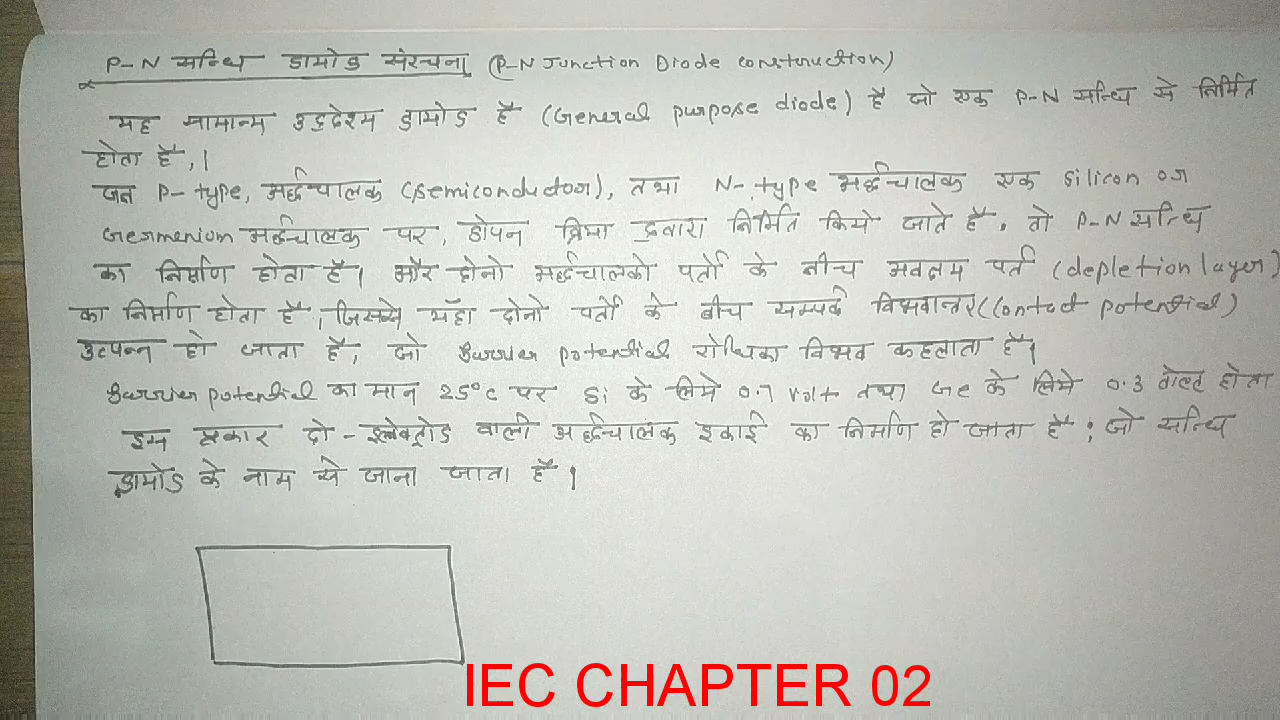 P-N सन्धि डायोड संरचना (P-N Junction Diode construction)
यह सामान्य उद्देश्य डायोड है (General purpose diode) है जो एक P-N सन्धि से निर्मित
होता है, ।
जब P-type, अर्द्धचालक (semiconductor), तथा N-type अर्द्धचालक एक silicon or
Germenium अर्द्धचालक पर, डोपन क्रिया द्वारा निर्मित किये जाते है, तो P-N सन्धि
का निर्माण होता है। और दोनो अर्द्धचालको पर्तो के बीच अवक्षय पर्त (depletion layer)
का निर्माण होता है, जिससे यहाँ दोनो पर्तो के बीच सम्पर्क विभवान्तर (Contact potential)
उत्पन्न हो जाता है, जो Barrier potential रोधिका विभव कहलाता है।
Barrier potential का मान 25°c पर Si के लिये 0.7 volt तथा Ge के लिये 0.3 वोल्ट होता
इस प्रकार दो-इलेक्ट्रोड वाली अर्द्धचालक इकाई का निर्माण हो जाता है; जो सन्धि
डायोड के नाम से जाना जाता है।
IEC CHAPTER 02